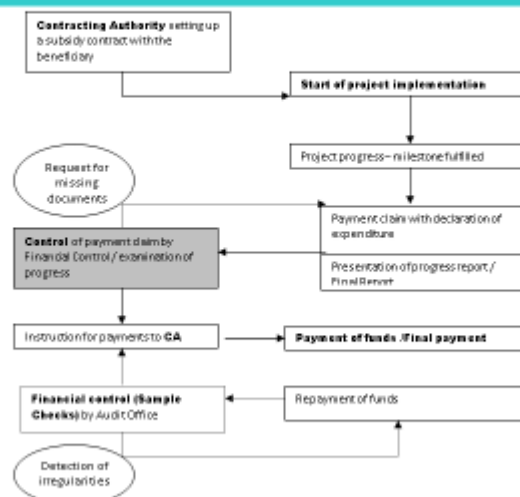 Contracting Authority setting up
a subsidy contract with the
beneficiary
Start of project implementation
Project progress – milestone fulfilled
Request for
missing
documents
Payment claim with declaration of
expenditure
Control of payment claim by
Financial Control / examination of
progress
Presentation of progress report /
Final Report
Instruction for payments to CA
Payment of funds /Final payment
Financial control (Sample
Checks) by Audit Office
Repayment of funds
Detection of
irregularities